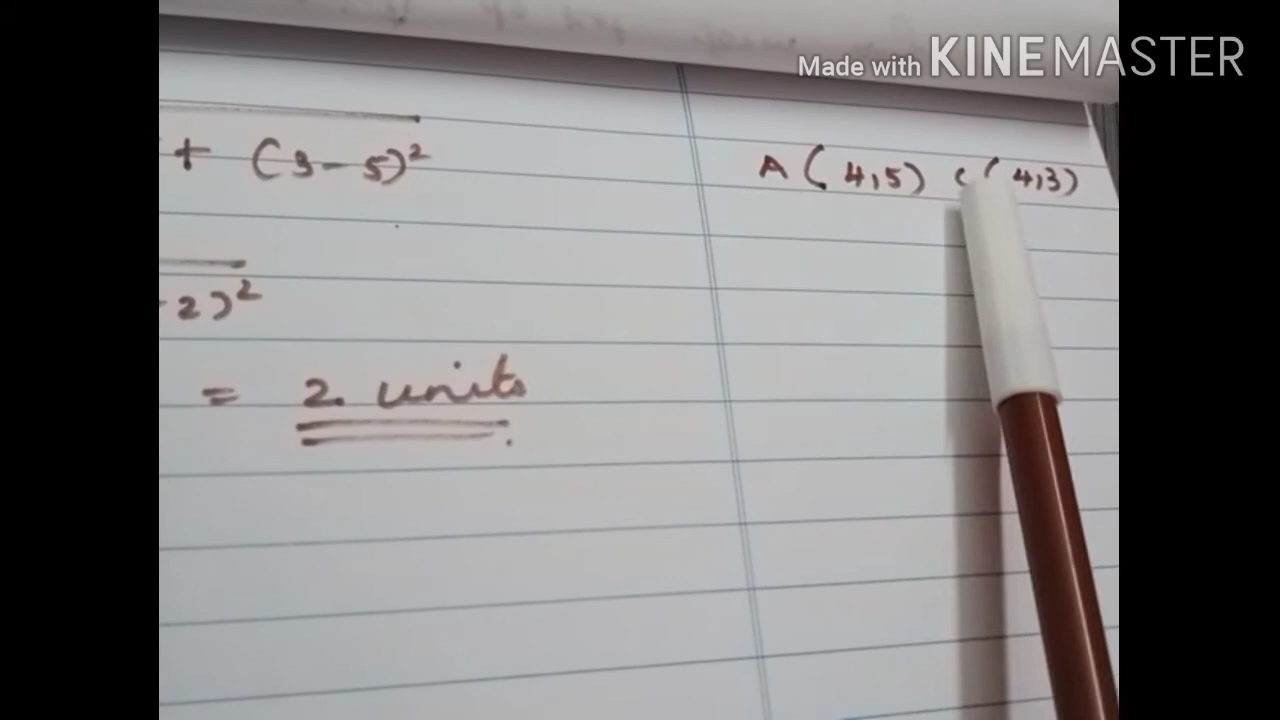 Made with KINEMASTER
+ (3-5)²
A (4,5) C (4,3)
-2)²
= 2 units